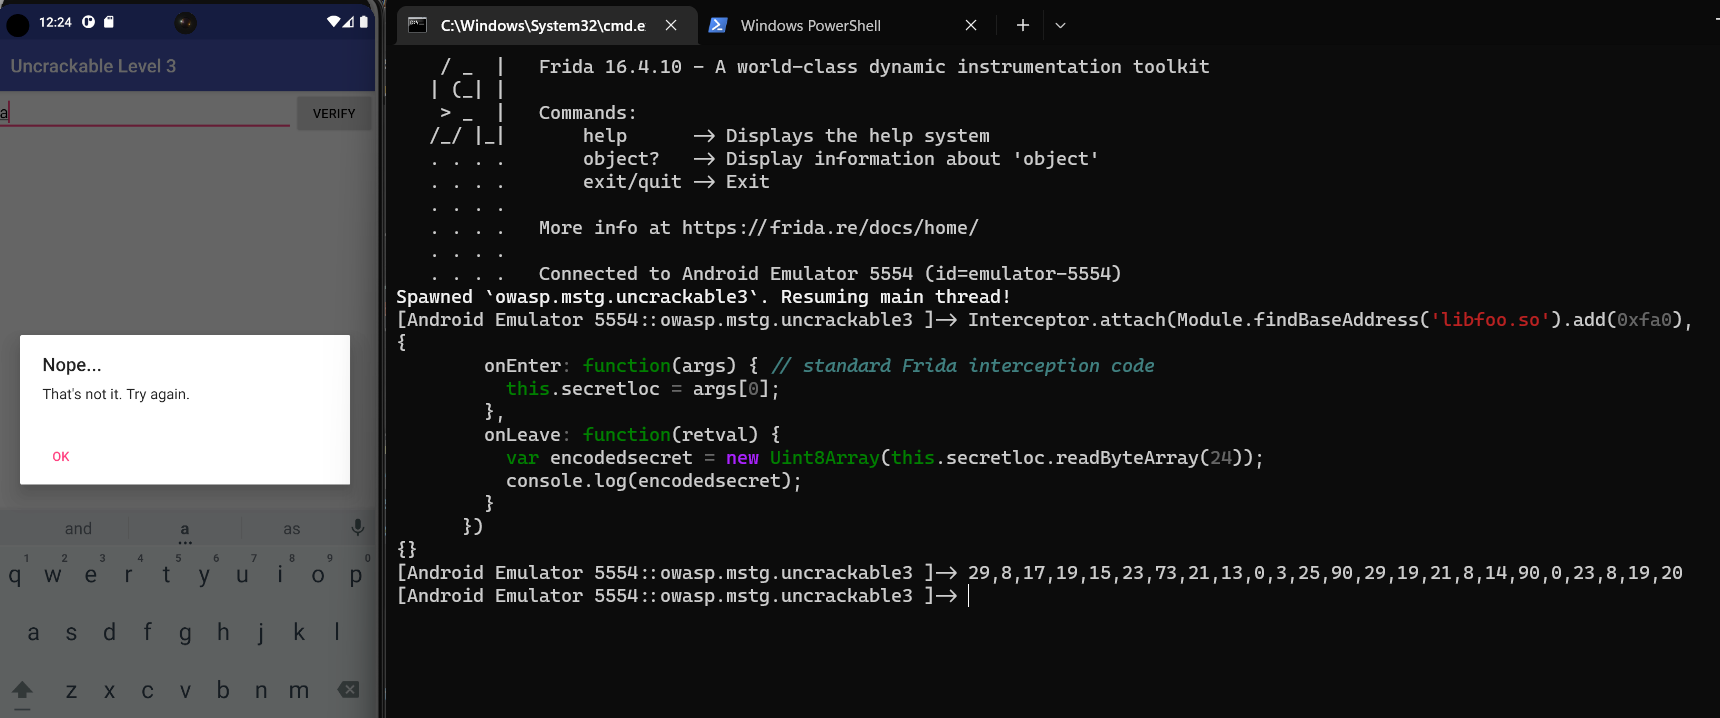 12:24
Uncrackable Level 3
a
VERIFY
Nope...
That's not it. Try again.
OK
and a as
1 2 3 4 5 6 7 8 9 0
q w e r t y u i o p
a s d f g h j k l
z x c v b n m
C:\Windows\System32\cmd.e
Windows PowerShell
/ _  |   Frida 16.4.10 - A world-class dynamic instrumentation toolkit
| (_| |
> _  |   Commands:
/_/ |_|       help      -> Displays the help system
. . . .       object?   -> Display information about 'object'
. . . .       exit/quit -> Exit
. . . .
. . . .   More info at https://frida.re/docs/home/
. . . .
. . . .   Connected to Android Emulator 5554 (id=emulator-5554)
Spawned `owasp.mstg.uncrackable3`. Resuming main thread!
[Android Emulator 5554::owasp.mstg.uncrackable3 ]-> Interceptor.attach(Module.findBaseAddress('libfoo.so').add(0xfa0),
{
onEnter: function(args) { // standard Frida interception code
this.secretloc = args[0];
},
onLeave: function(retval) {
var encodedsecret = new Uint8Array(this.secretloc.readByteArray(24));
console.log(encodedsecret);
}
})
{}
[Android Emulator 5554::owasp.mstg.uncrackable3 ]-> 29,8,17,19,15,23,73,21,13,0,3,25,90,29,19,21,8,14,90,0,23,8,19,20
[Android Emulator 5554::owasp.mstg.uncrackable3 ]->